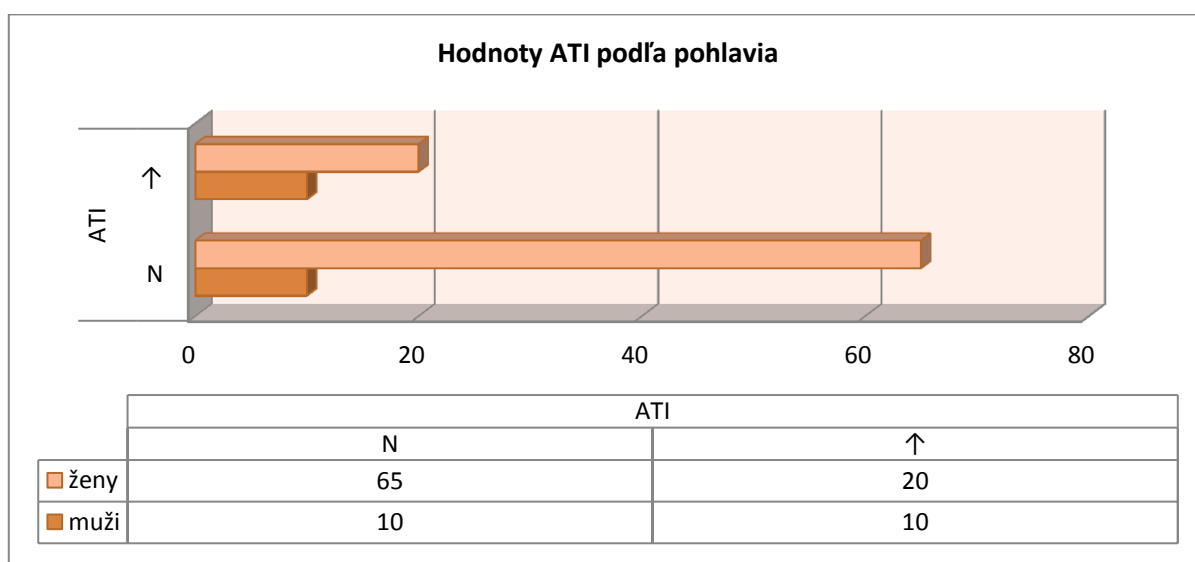 Hodnoty ATI podľa pohlavia
ATI
↑
N
0 20 40 60 80
ATI
N ↑
ženy 65 20
muži 10 10